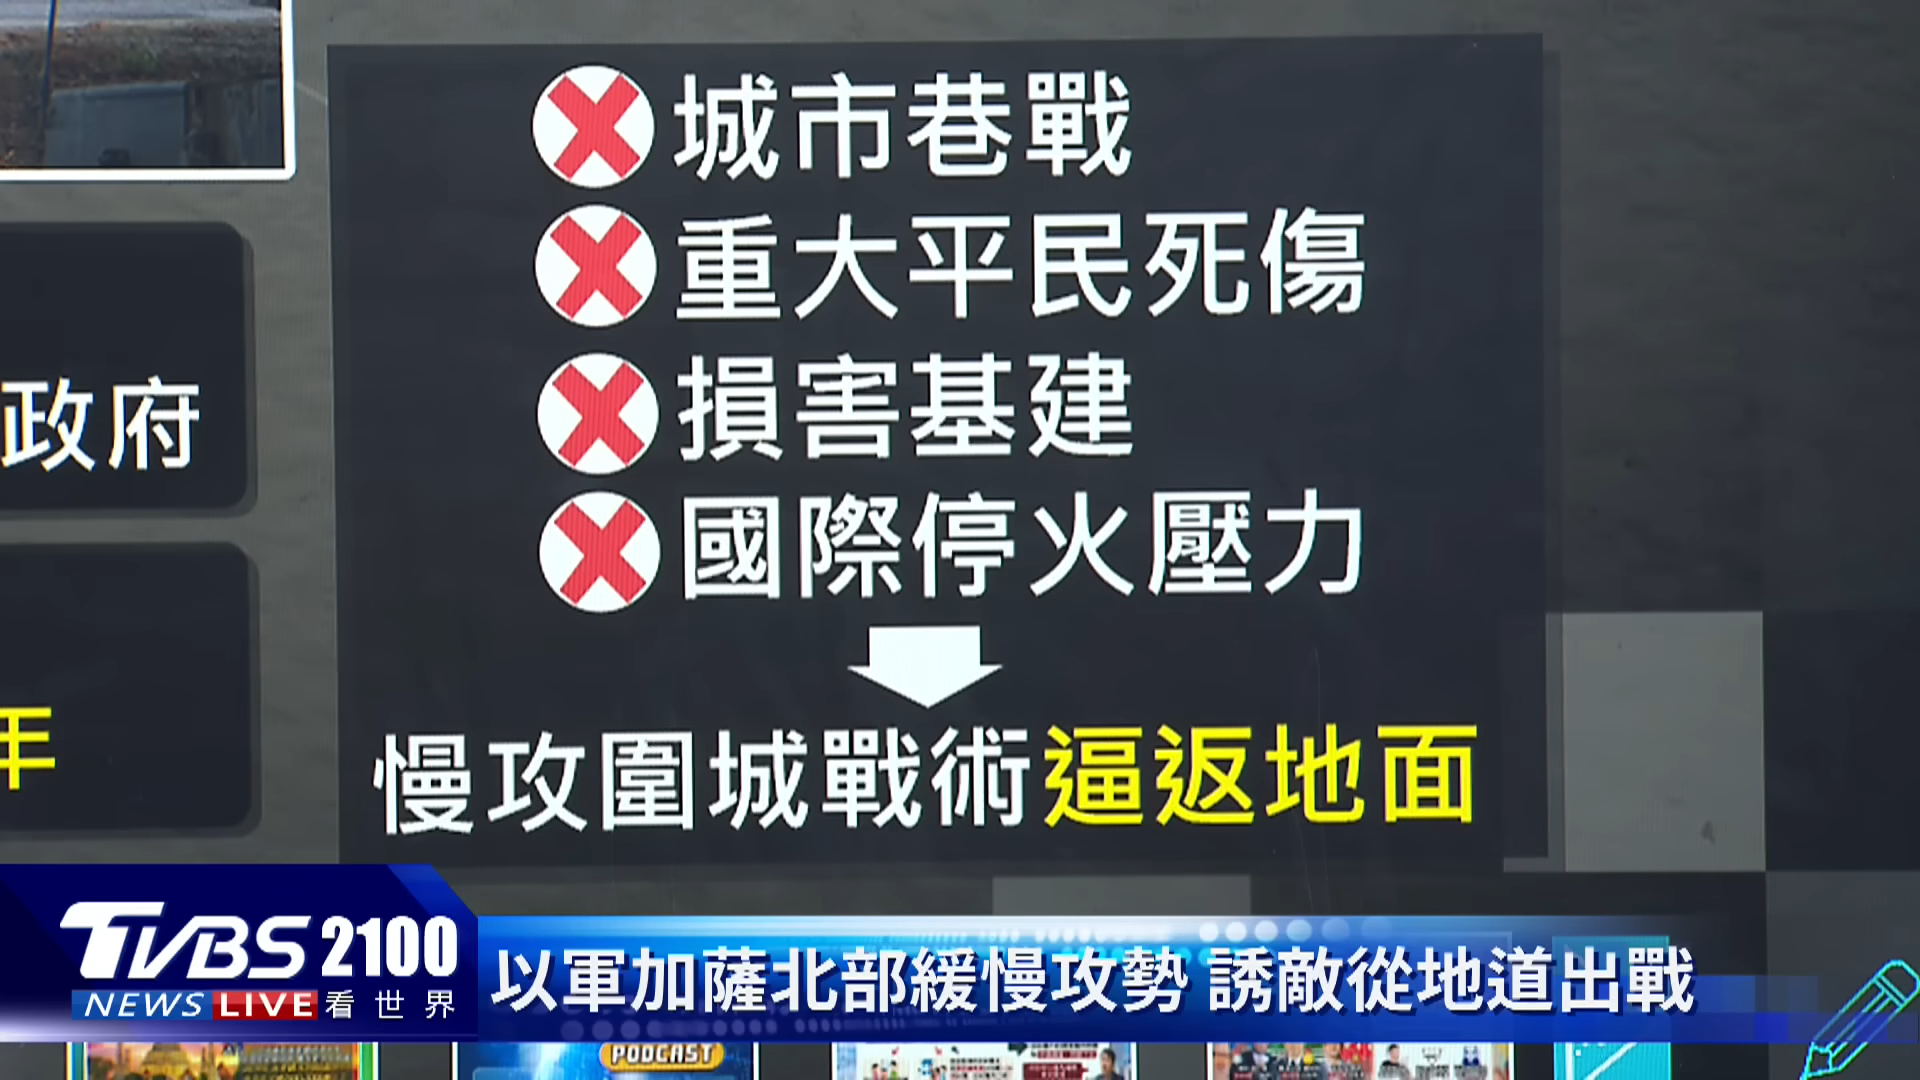 城市巷戰
重大平民死傷
損害基建
國際停火壓力
慢攻圍城戰術逼返地面
政府
年
TVBS 2100
NEWS LIVE 看世界
以軍加薩北部緩慢攻勢 誘敵從地道出戰
PODCAST